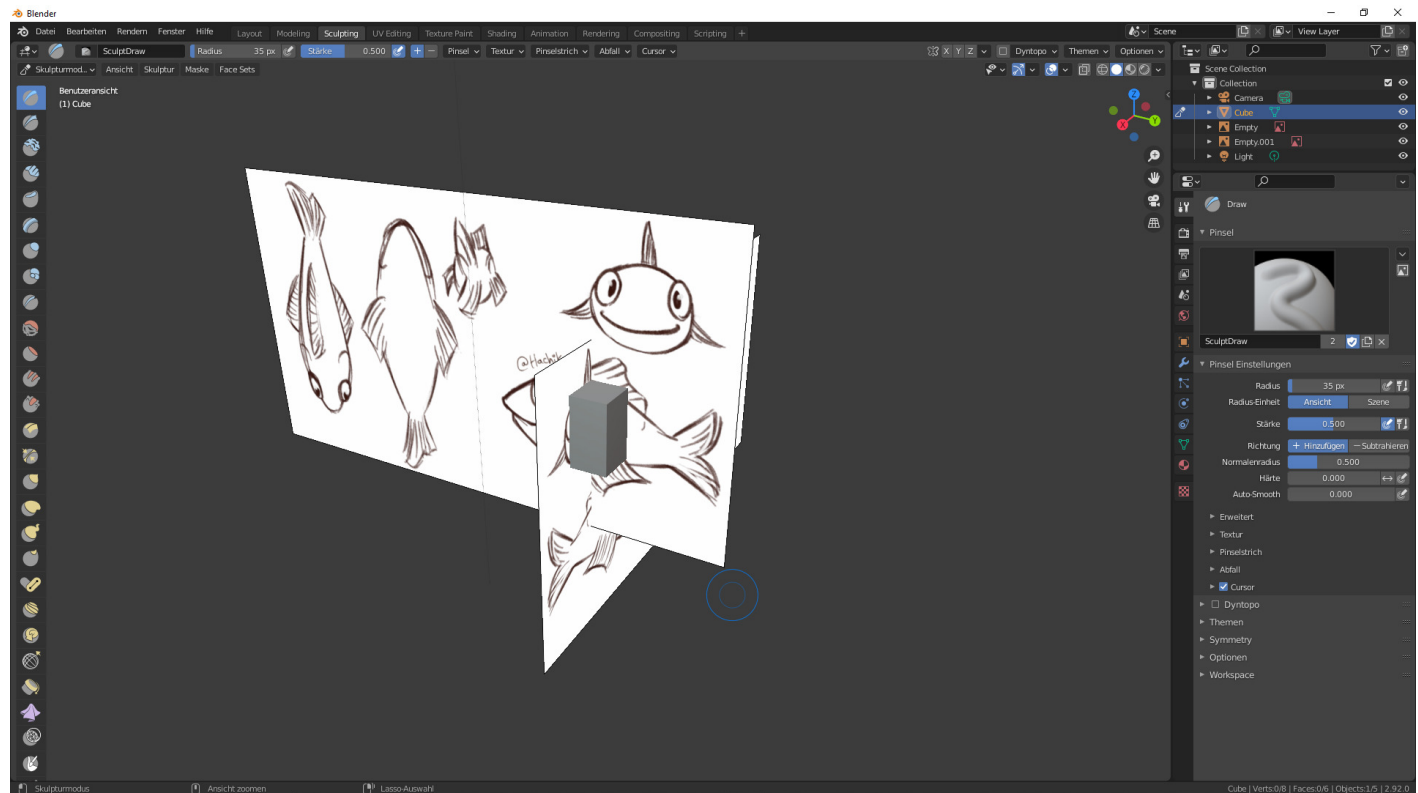 Blender
Datei Bearbeiten Rendern Fenster Hilfe Layout Modeling Sculpting UV Editing Texture Paint Shading Animation Rendering Compositing Scripting + Scene View Layer
SculptDraw Radius 35 px Stärke 0.500 Pinsel Textur Pinselstrich Abfall Cursor X Y Z Dyntopo Themen Optionen
Skulpturmod... Ansicht Skulptur Maske Face Sets
Benutzeransicht
(1) Cube
Z
Y
X
Scene Collection
Collection
Camera
Cube
Empty
Empty.001
Light
Draw
Pinsel
SculptDraw 2
Pinsel Einstellungen
Radius 35 px
Radius-Einheit Ansicht Szene
Stärke 0.500
Richtung + Hinzufügen — Subtrahieren
Normalenradius 0.500
Härte 0.000
Auto-Smooth 0.000
Erweitert
Textur
Pinselstrich
Abfall
Cursor
Dyntopo
Themen
Symmetry
Optionen
Workspace
Skulpturmodus Ansicht zoomen Lasso-Auswahl Cube | Verts:0/8 | Faces:0/6 | Objects:1/5 | 2.92.0